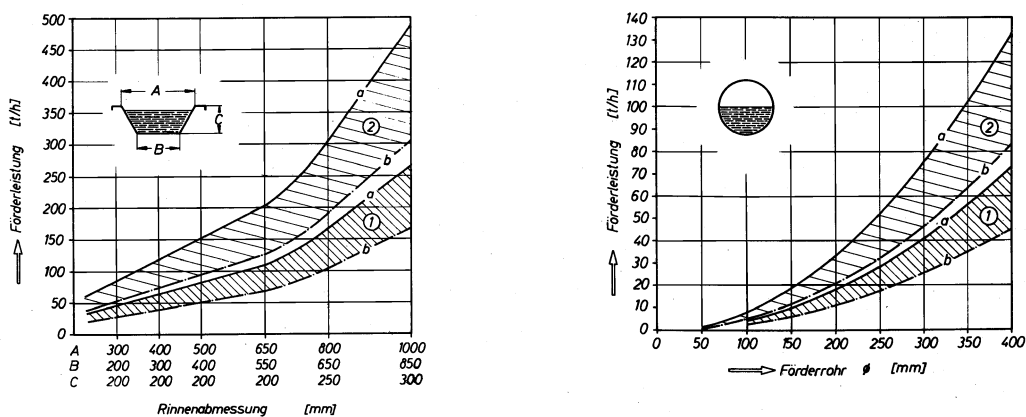 500
450
400
350
300
250
200
150
100
50
0
Förderleistung [t/h]
A
B
C
a
②
b
a
①
b
A 300 400 500 650 800 1000
B 200 300 400 550 650 850
C 200 200 200 200 250 300
Rinnenabmessung [mm]
140
130
120
110
100
90
80
70
60
50
40
30
20
10
0
Förderleistung [t/h]
a
②
b
a
①
b
0 50 100 150 200 250 300 350 400
Förderrohr ϕ [mm]